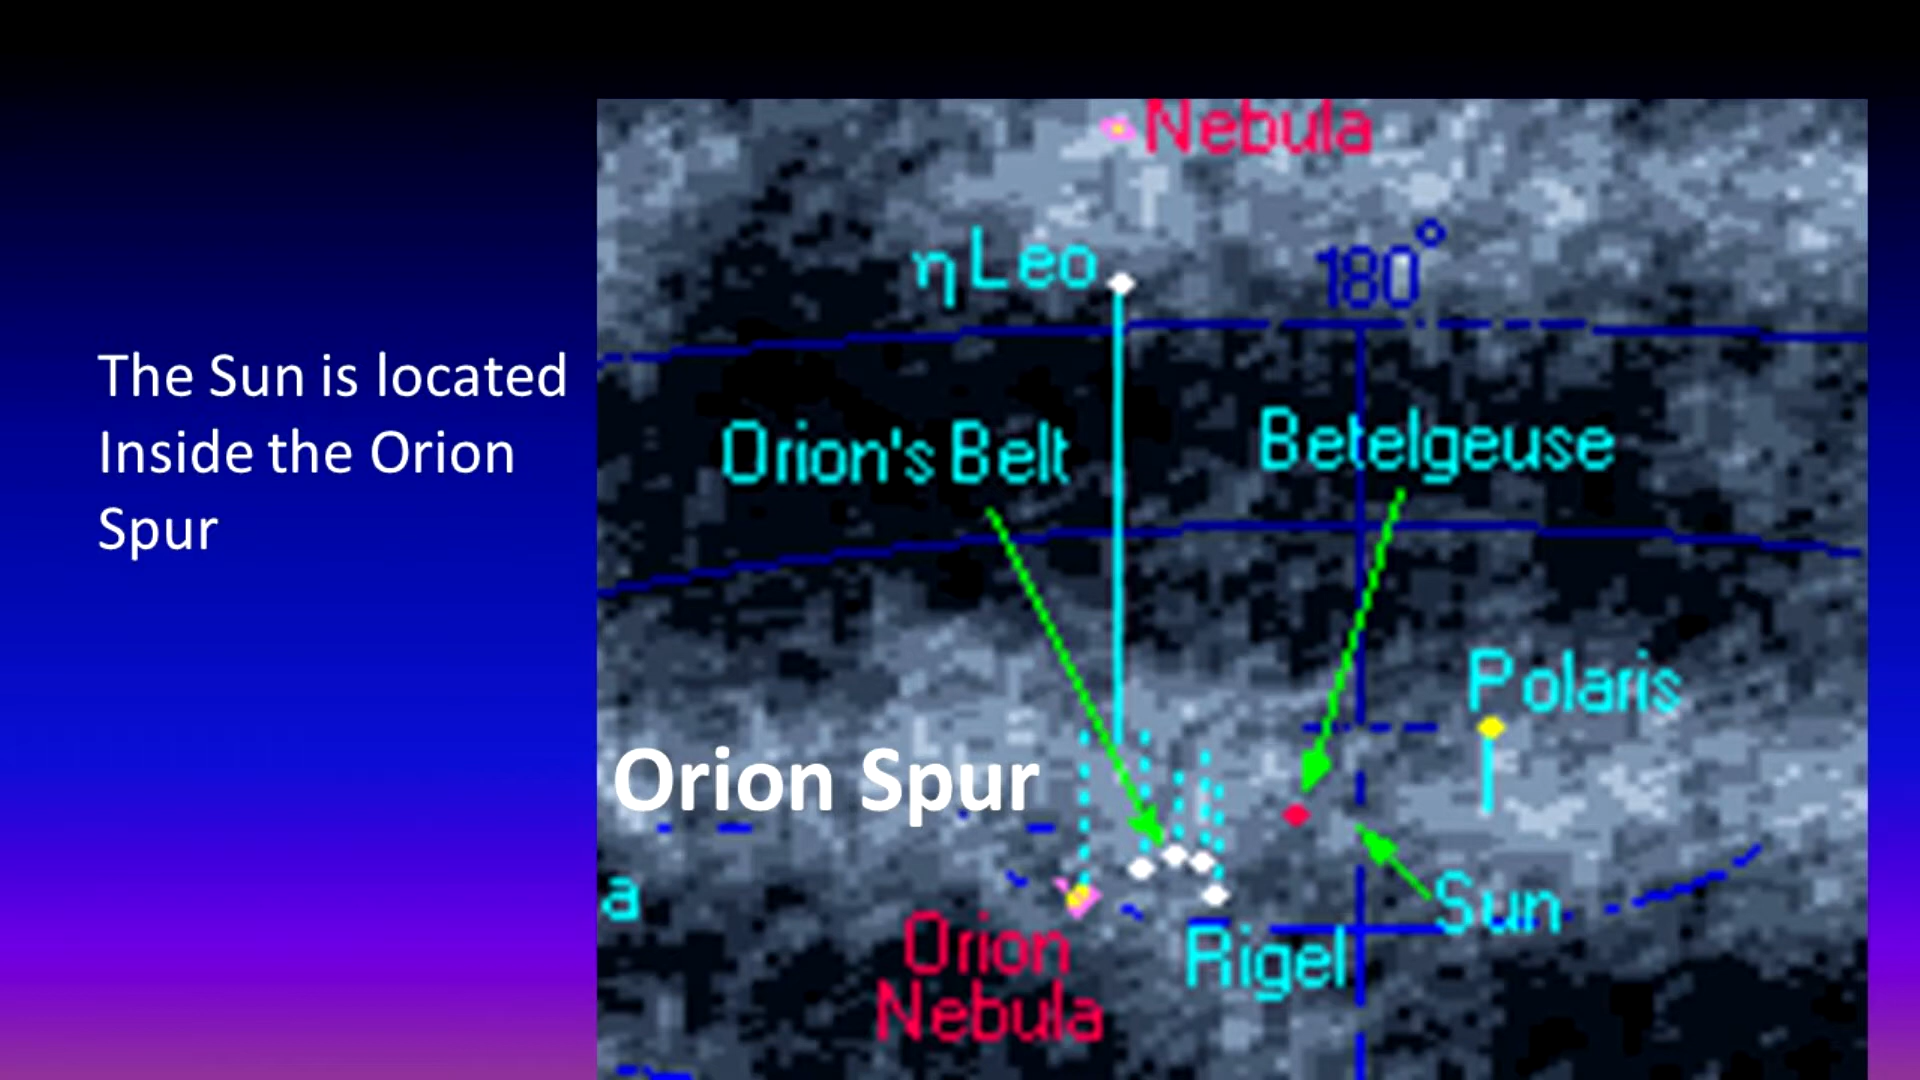 The Sun is located
Inside the Orion
Spur
Nebula
η Leo
180°
Orion's Belt
Betelgeuse
Polaris
Orion Spur
a
Sun
Orion
Nebula
Rigel